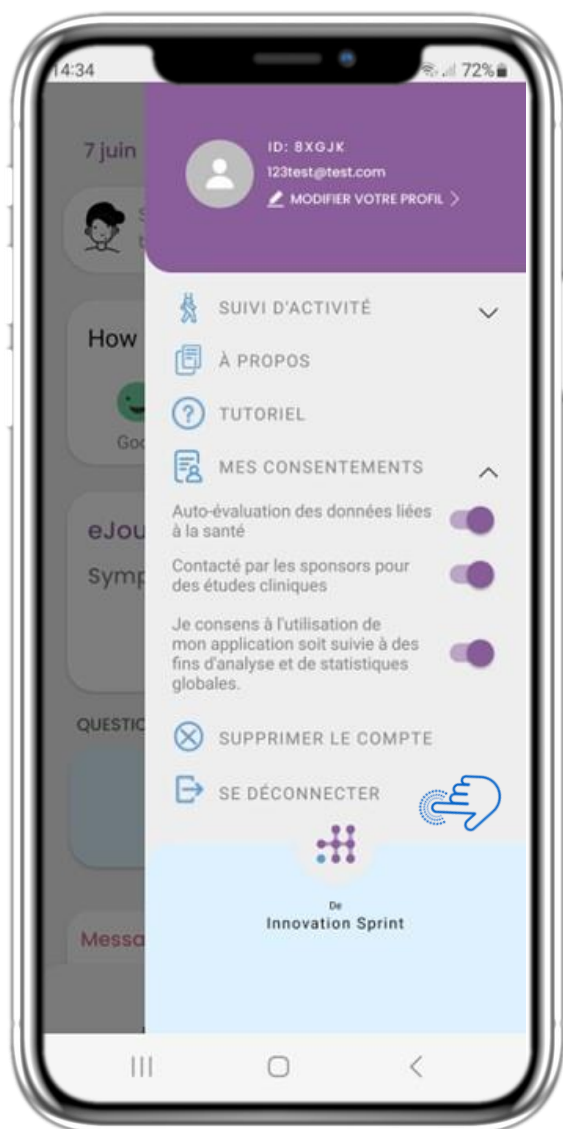 14:34
72%
7 juin
ID: 8XGJK
123test@test.com
MODIFIER VOTRE PROFIL
SUIVI D'ACTIVITÉ
How
À PROPOS
TUTORIEL
MES CONSENTEMENTS
Auto-évaluation des données liées
à la santé
eJou
Contacté par les sponsors pour
des études cliniques
Symp
Je consens à l'utilisation de
mon application soit suivie à des
fins d'analyse et de statistiques
globales.
QUESTIC
SUPPRIMER LE COMPTE
SE DÉCONNECTER
De
Innovation Sprint
Messa